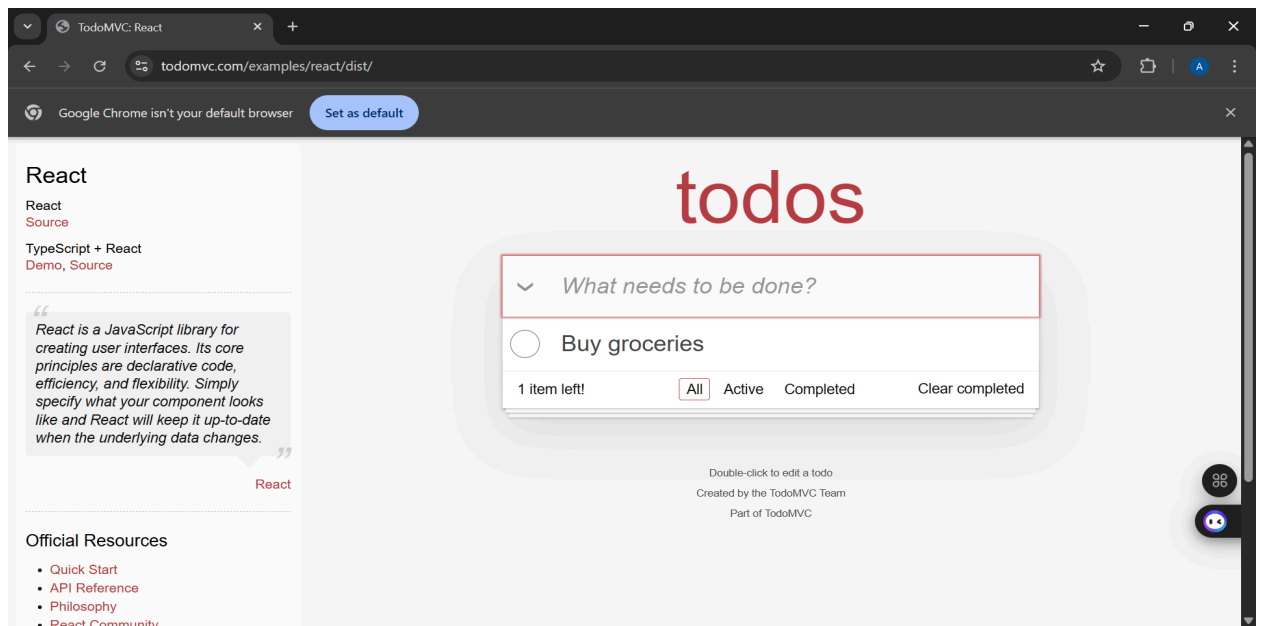 TodoMVC: React
todomvc.com/examples/react/dist/
A
Google Chrome isn't your default browser
Set as default
React
React
Source
TypeScript + React
Demo, Source
“
React is a JavaScript library for
creating user interfaces. Its core
principles are declarative code,
efficiency, and flexibility. Simply
specify what your component looks
like and React will keep it up-to-date
when the underlying data changes.
”
React
Official Resources
• Quick Start
• API Reference
• Philosophy
• React Community
todos
What needs to be done?
Buy groceries
1 item left! All Active Completed Clear completed
Double-click to edit a todo
Created by the TodoMVC Team
Part of TodoMVC